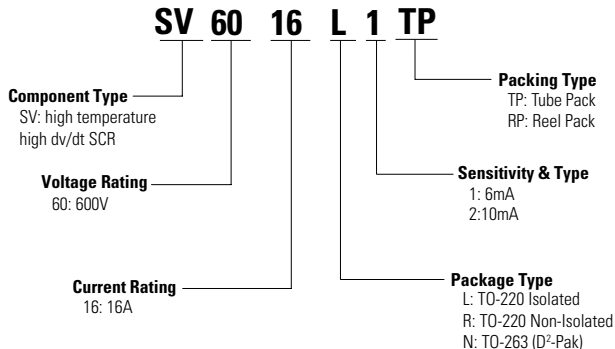 SV 60 16 L 1 TP
Component Type
SV: high temperature
high dv/dt SCR
Voltage Rating
60: 600V
Current Rating
16: 16A
Packing Type
TP: Tube Pack
RP: Reel Pack
Sensitivity & Type
1: 6mA
2:10mA
Package Type
L: TO-220 Isolated
R: TO-220 Non-Isolated
N: TO-263 (D²-Pak)